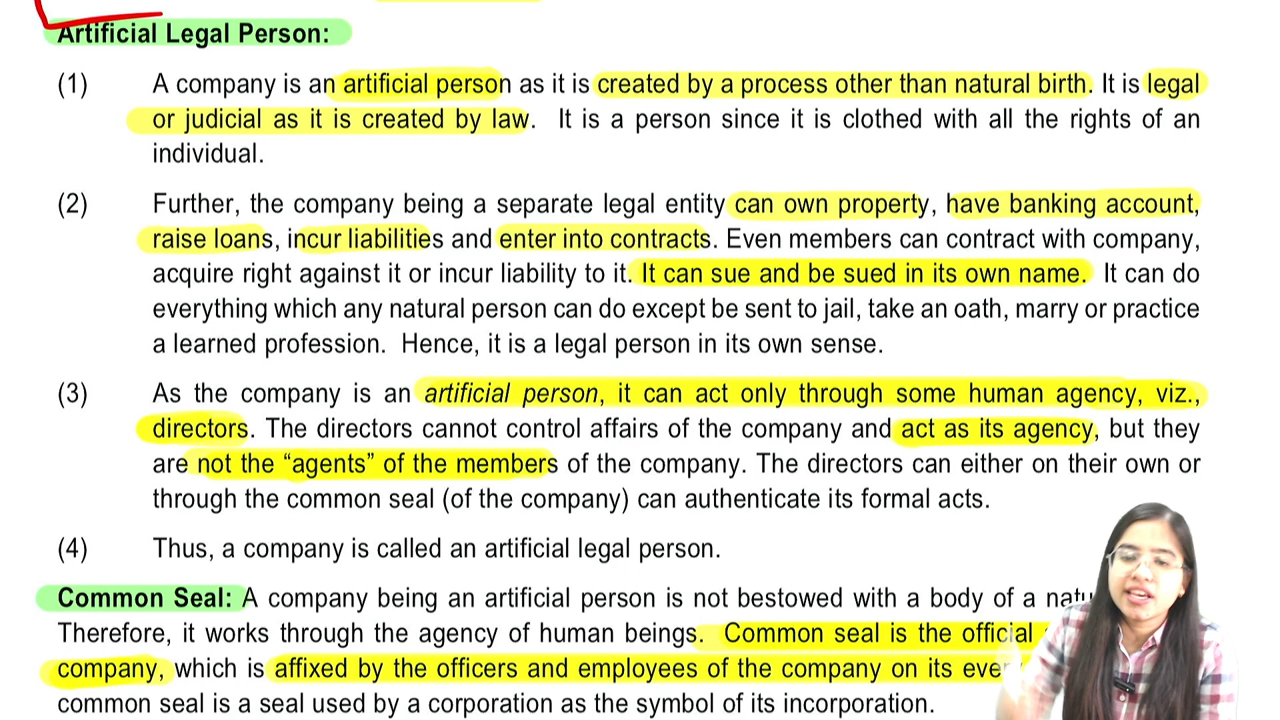 Artificial Legal Person:
(1) A company is an artificial person as it is created by a process other than natural birth. It is legal
or judicial as it is created by law. It is a person since it is clothed with all the rights of an
individual.
(2) Further, the company being a separate legal entity can own property, have banking account,
raise loans, incur liabilities and enter into contracts. Even members can contract with company,
acquire right against it or incur liability to it. It can sue and be sued in its own name. It can do
everything which any natural person can do except be sent to jail, take an oath, marry or practice
a learned profession. Hence, it is a legal person in its own sense.
(3) As the company is an artificial person, it can act only through some human agency, viz.,
directors. The directors cannot control affairs of the company and act as its agency, but they
are not the “agents” of the members of the company. The directors can either on their own or
through the common seal (of the company) can authenticate its formal acts.
(4) Thus, a company is called an artificial legal person.
Common Seal: A company being an artificial person is not bestowed with a body of a
Therefore, it works through the agency of human beings. Common seal is the official
company, which is affixed by the officers and employees of the company on its
common seal is a seal used by a corporation as the symbol of its incorporation.